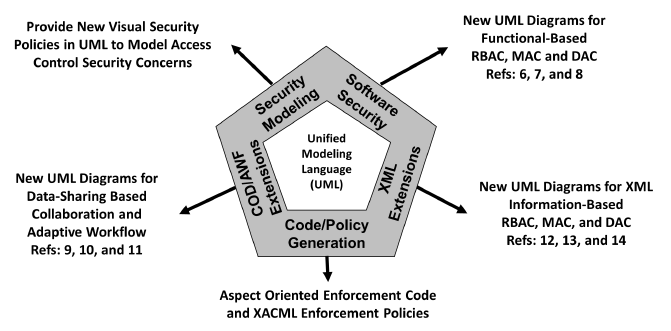 Provide New Visual Security
Policies in UML to Model Access
Control Security Concerns
New UML Diagrams for
Functional-Based
RBAC, MAC and DAC
Refs: 6, 7, and 8
Security
Modeling
Software
Security
Unified
Modeling
Language
(UML)
COD/AWF
Extensions
XML
Extensions
Code/Policy
Generation
New UML Diagrams for
Data-Sharing Based
Collaboration and
Adaptive Workflow
Refs: 9, 10, and 11
New UML Diagrams for XML
Information-Based
RBAC, MAC, and DAC
Refs: 12, 13, and 14
Aspect Oriented Enforcement Code
and XACML Enforcement Policies